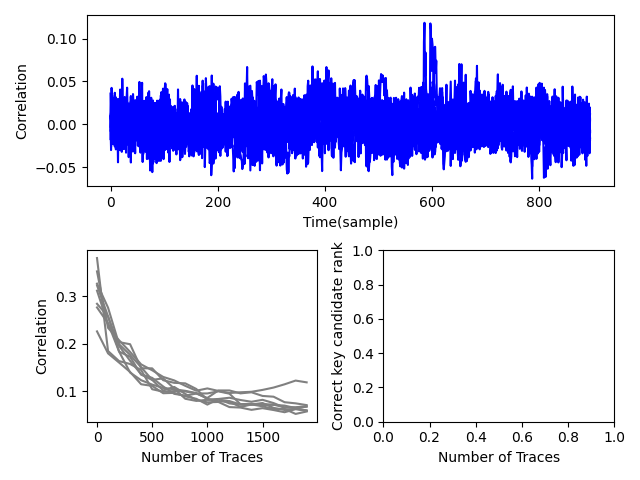 0.10
0.05
0.00
−0.05
Correlation
0 200 400 600 800
Time(sample)
0.3
0.2
0.1
Correlation
0 500 1000 1500
Number of Traces
1.0
0.8
0.6
0.4
0.2
0.0
Correct key candidate rank
0.0 0.2 0.4 0.6 0.8 1.0
Number of Traces